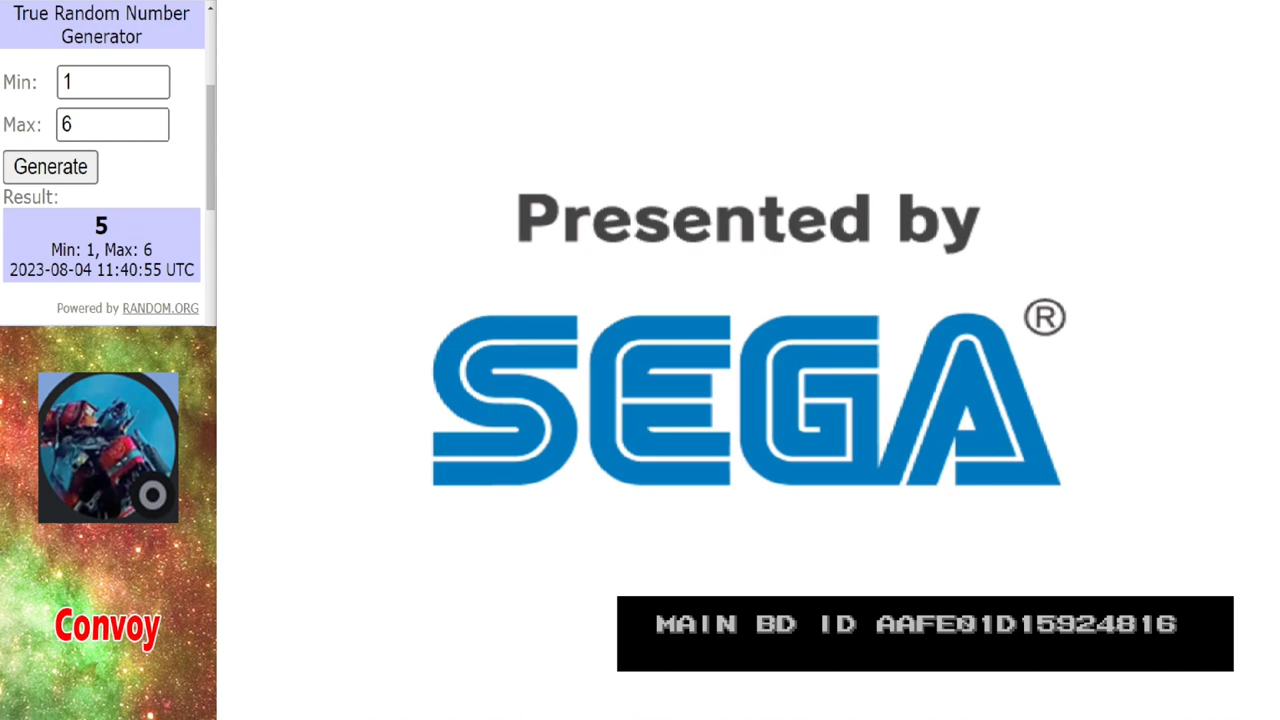 True Random Number
Generator
Min: 1
Max: 6
Generate
Result:
5
Min: 1, Max: 6
2023-08-04 11:40:55 UTC
Powered by RANDOM.ORG
Convoy
Presented by
SEGA®
MAIN BD ID AAFE01D15924816